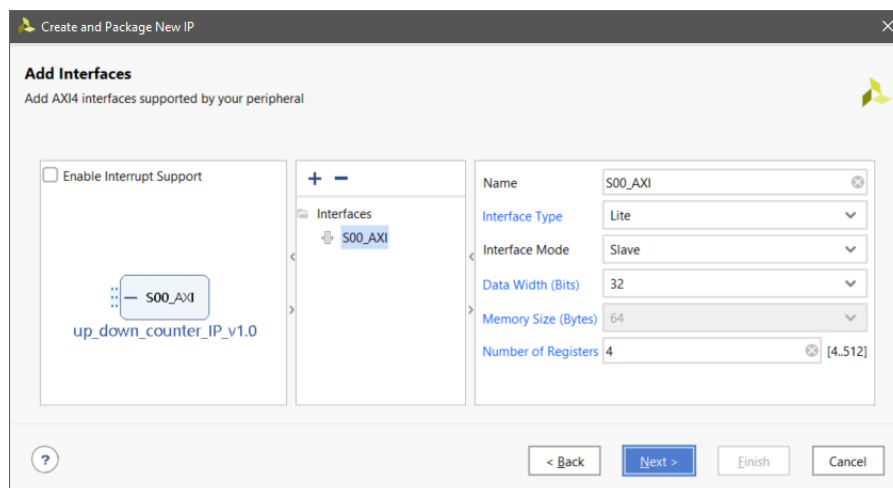 Create and Package New IP
Add Interfaces
Add AXI4 interfaces supported by your peripheral
Enable Interrupt Support
S00_AXI
up_down_counter_IP_v1.0
Interfaces
S00_AXI
Name S00_AXI
Interface Type Lite
Interface Mode Slave
Data Width (Bits) 32
Memory Size (Bytes) 64
Number of Registers 4 [4..512]
? < Back Next > Finish Cancel